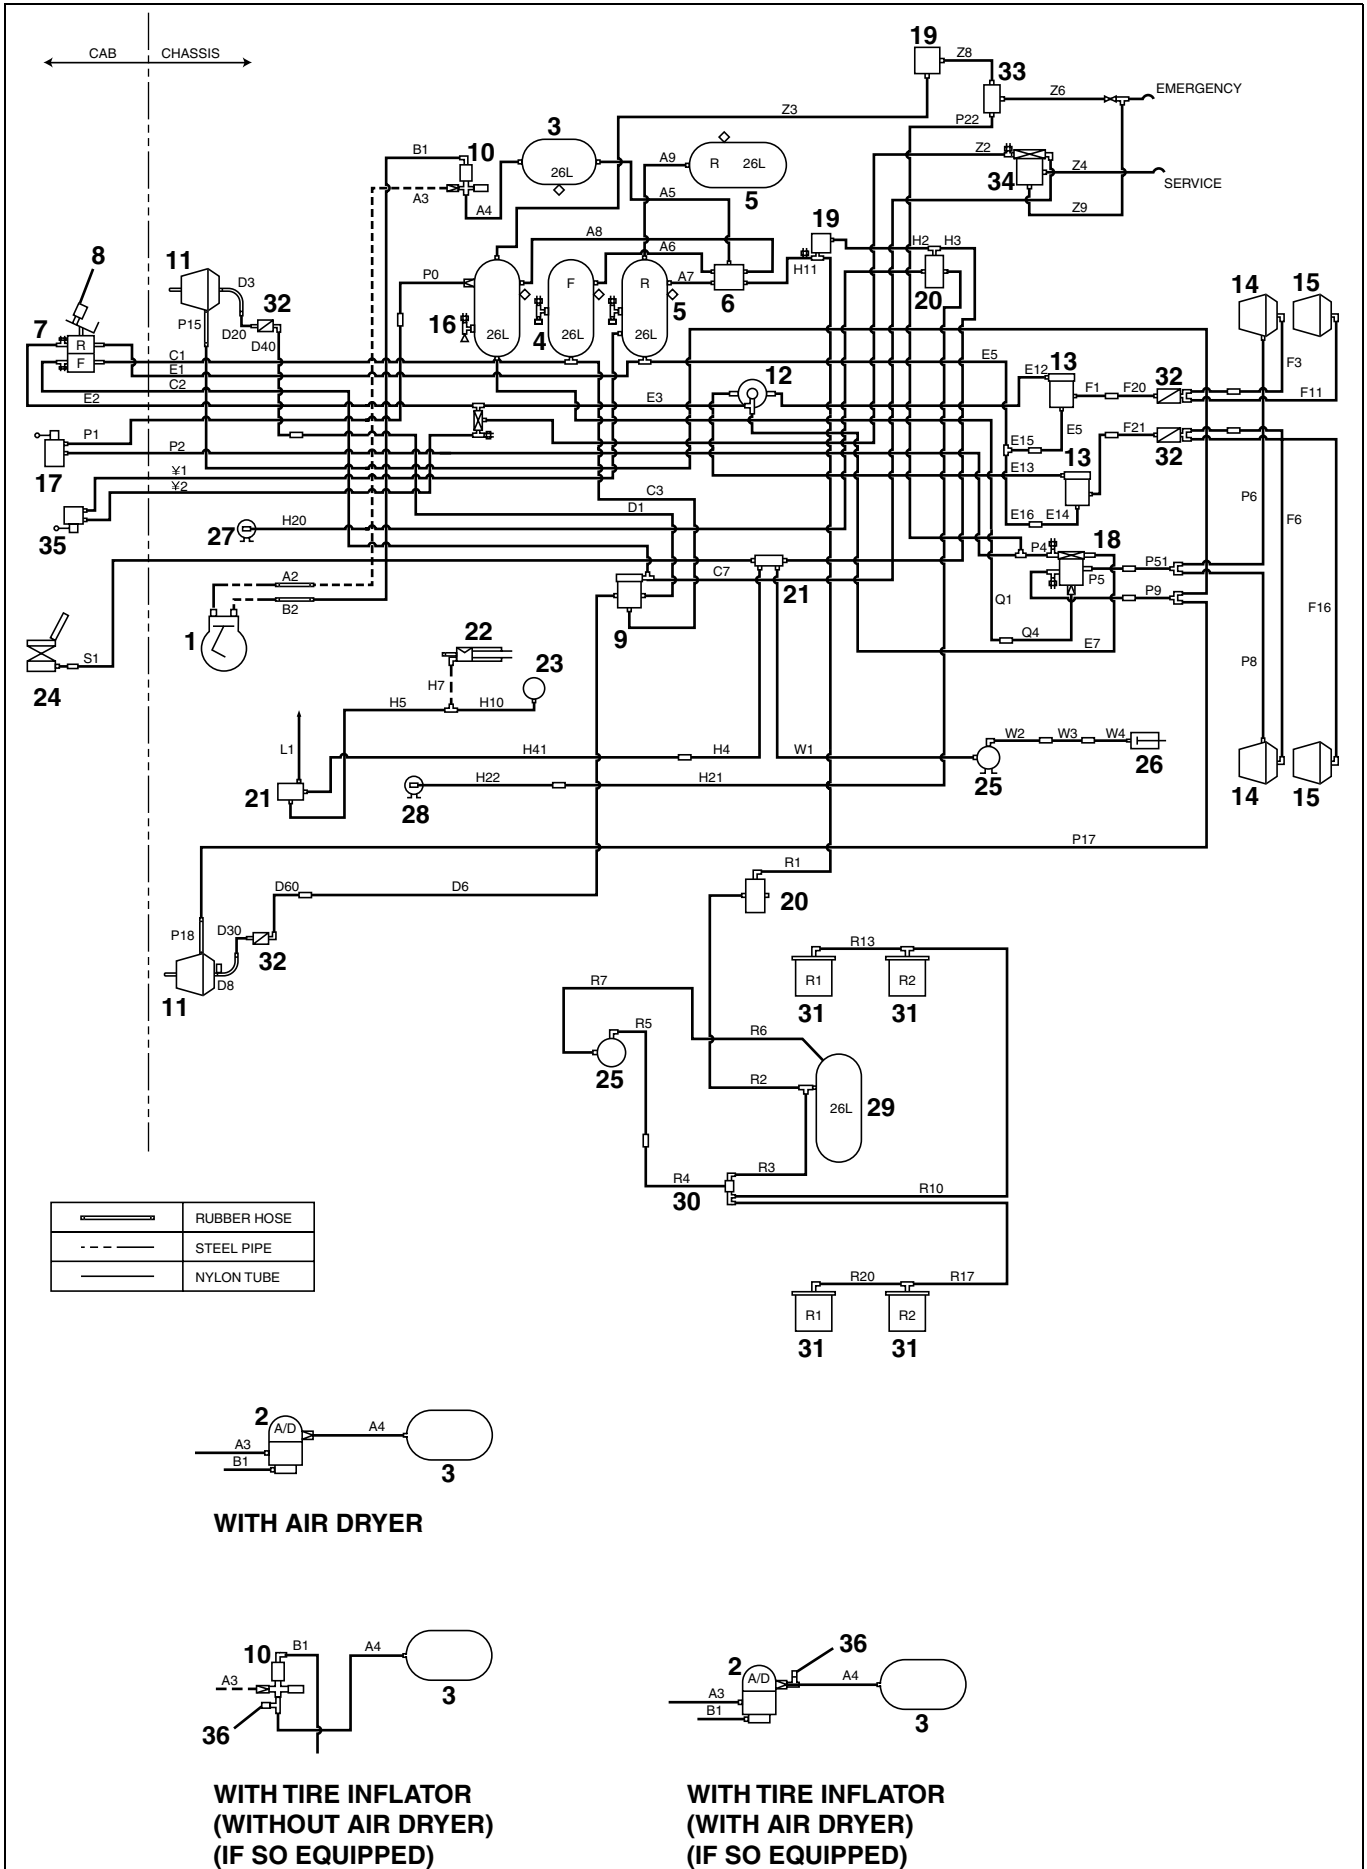 CAB CHASSIS
19
Z8
33
Z6
EMERGENCY
Z3
P22
3
26L
B1
10
A3
A4
A9
R 26L
5
A5
Z2
34
Z4
SERVICE
Z9
8
11
D3
32
P15
D20
D40
P0
A8
A6
19
H2 H3
H11
F
R
A7
6
20
16
26L
4
26L
26L
5
14
15
7
R
F
C1
E1
C2
E2
E3
12
E5
E12
13
F1
F20
32
F3
F11
P1
P2
17
¥1
¥2
35
E15
E5
E13
13
F21
32
C3
D1
E16
E14
P6
F6
27
H20
18
P4
P5
P51
P9
A2
B2
1
C7
9
21
Q1
Q4
E7
F16
P8
24
S1
22
23
H7
H5
H10
L1
H41
H4
W1
W2
W3
W4
25
26
21
H22
28
H21
14
15
P17
R1
20
D60
D6
P18
D30
32
D8
11
R13
R1
R2
31
31
R7
R5
25
R6
R2
26L
29
R3
R4
30
R10
RUBBER HOSE
STEEL PIPE
NYLON TUBE
R20
R17
R1
R2
31
31
2
A/D
A4
A3
B1
3
WITH AIR DRYER
10
B1
A4
A3
36
3
WITH TIRE INFLATOR
(WITHOUT AIR DRYER)
(IF SO EQUIPPED)
36
2
A/D
A4
A3
B1
3
WITH TIRE INFLATOR
(WITH AIR DRYER)
(IF SO EQUIPPED)